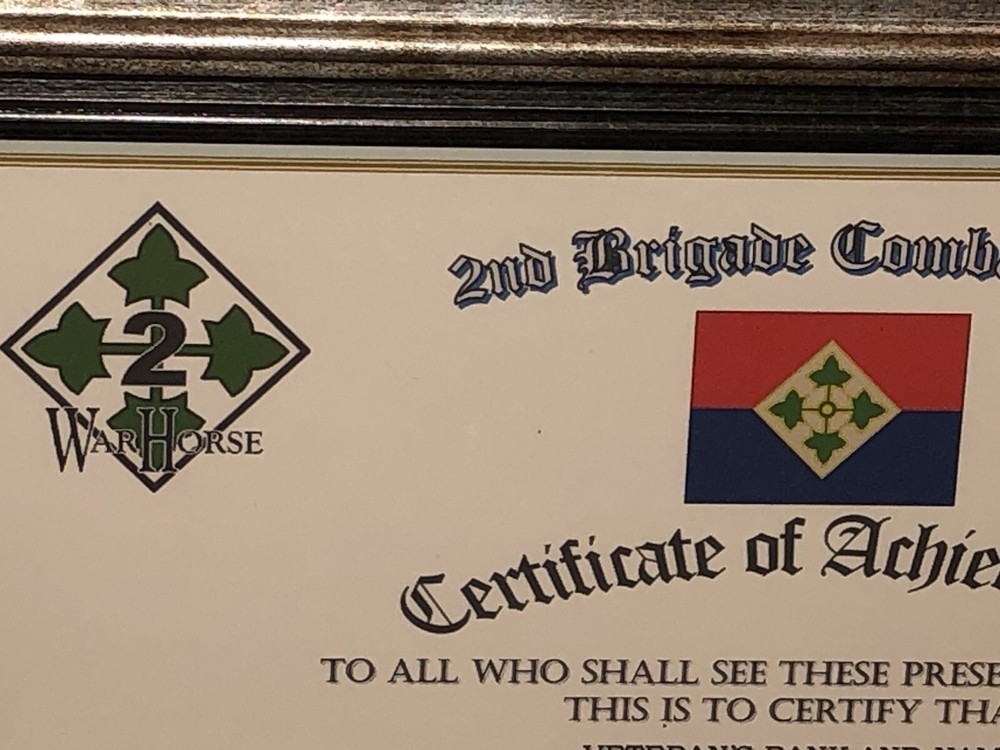 2nd Brigade Comb
2
WARHORSE
Certificate of Achie
TO ALL WHO SHALL SEE THESE PRESE
THIS IS TO CERTIFY THA